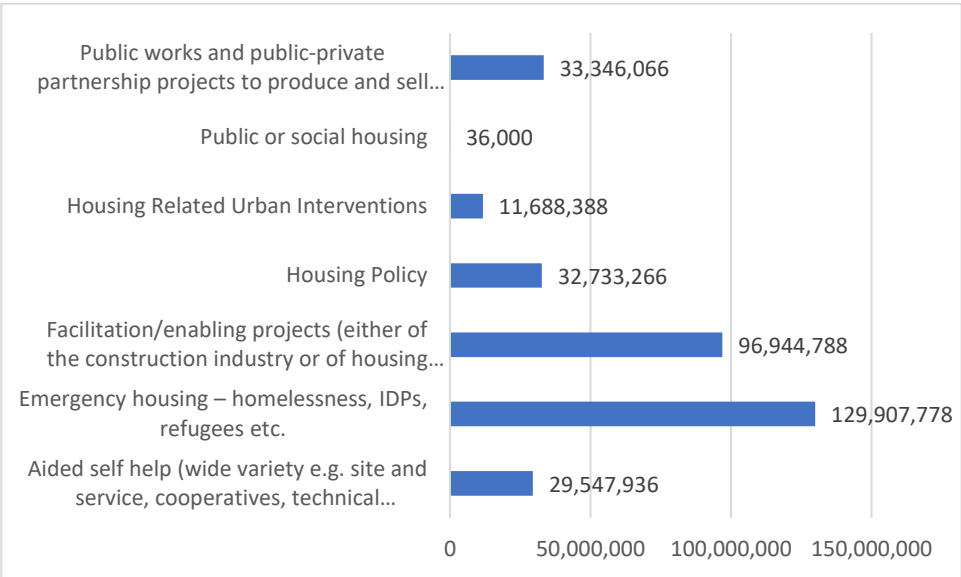 Public works and public-private
partnership projects to produce and sell...
33,346,066
Public or social housing
36,000
Housing Related Urban Interventions
11,688,388
Housing Policy
32,733,266
Facilitation/enabling projects (either of
the construction industry or of housing...
96,944,788
Emergency housing – homelessness, IDPs,
refugees etc.
129,907,778
Aided self help (wide variety e.g. site and
service, cooperatives, technical...
29,547,936
0 50,000,000 100,000,000 150,000,000